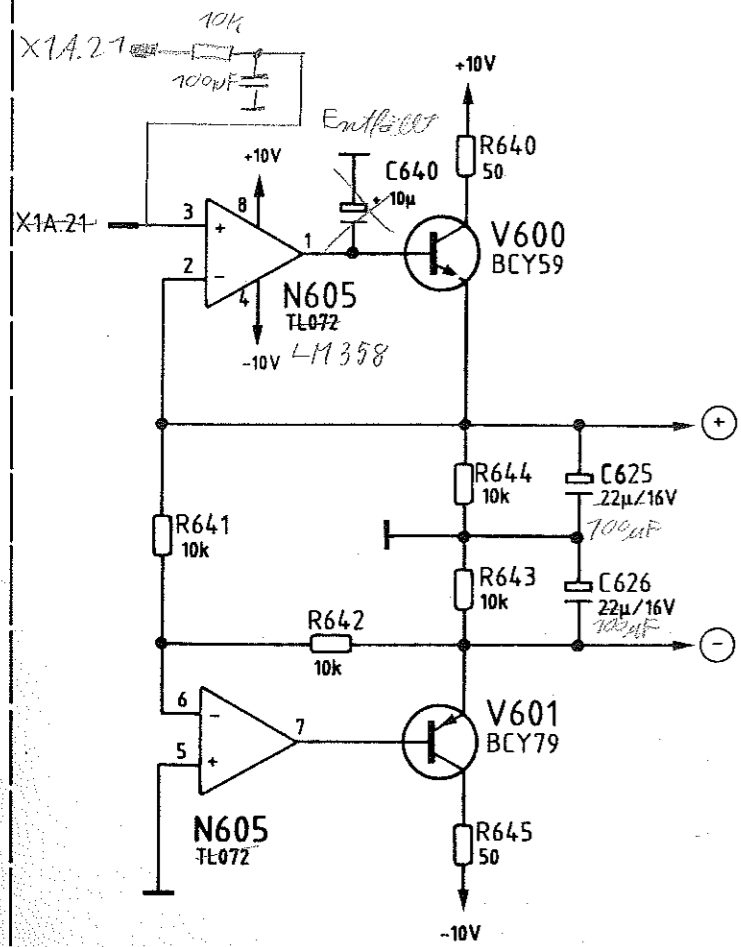 10k
X1A.21
100µF
+10V
Entfällt
R640
50
C640
+ 10µ
+10V
X1A.21
3
+
8
1
2
-
4
V600
BCY59
N605
TL072
-10V
LM358
+
R644
10k
C625
22µ/16V
100µF
R641
10k
R643
10k
C626
22µ/16V
100µF
R642
10k
-
6
-
7
5
+
V601
BCY79
N605
TL072
R645
50
-10V